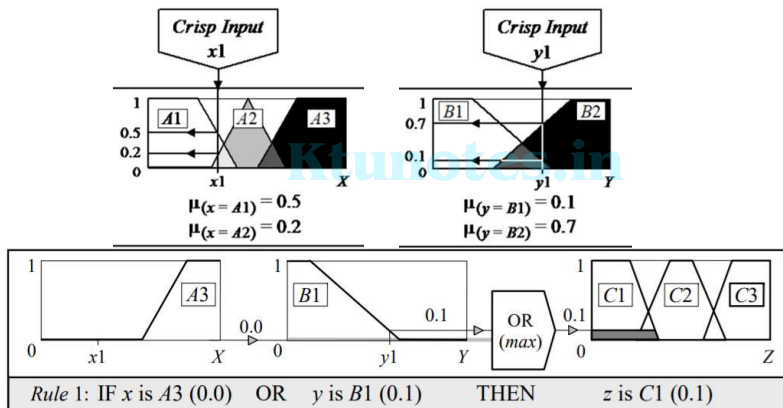 Crisp Input
x1
Crisp Input
y1
1
0.5
0.2
0
A1
A2
A3
x1
X
1
0.7
0.1
0
B1
B2
y1
Y
Ktunotes.in
μ(x = A1) = 0.5
μ(x = A2) = 0.2
μ(y = B1) = 0.1
μ(y = B2) = 0.7
1
A3
0
x1
X
0.0
1
B1
0
y1
Y
0.1
OR
(max)
0.1
1
C1
C2
C3
0
Z
Rule 1: IF x is A3 (0.0) OR y is B1 (0.1) THEN z is C1 (0.1)